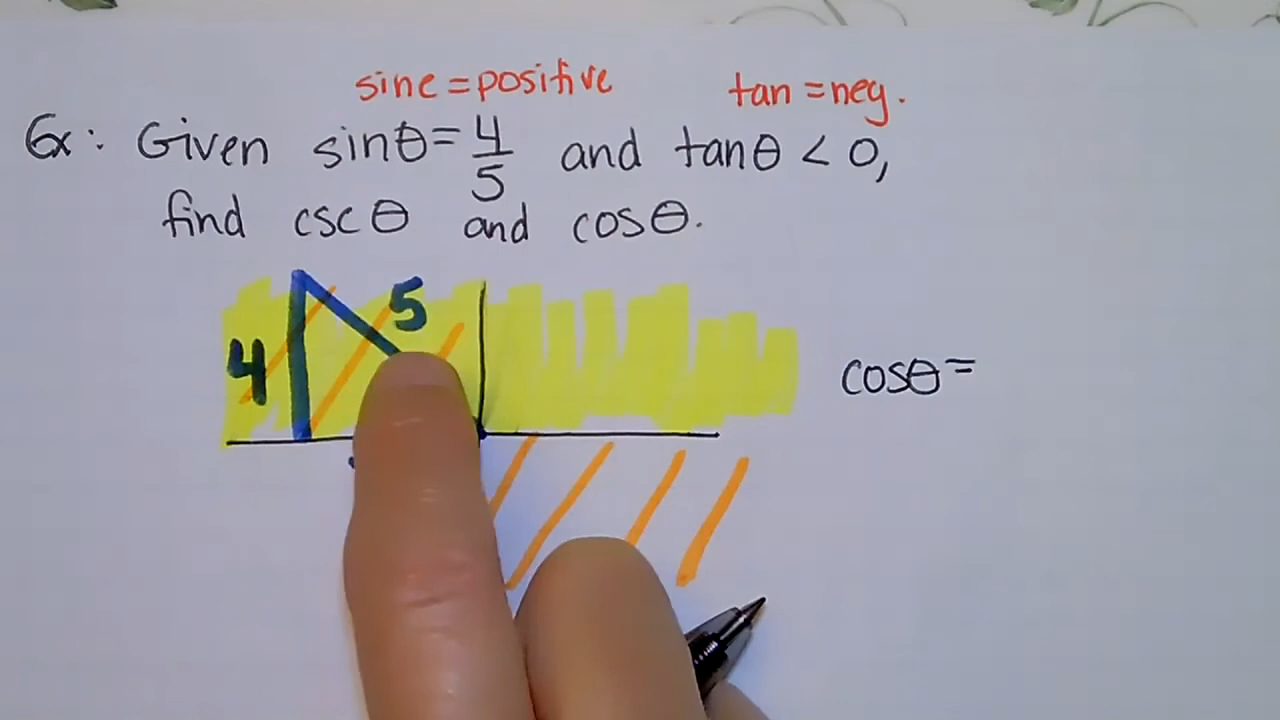 sine = positive tan = neg.
Ex: Given sinθ = 4/5 and tanθ < 0,
find cscθ and cosθ.
5
4
cosθ =